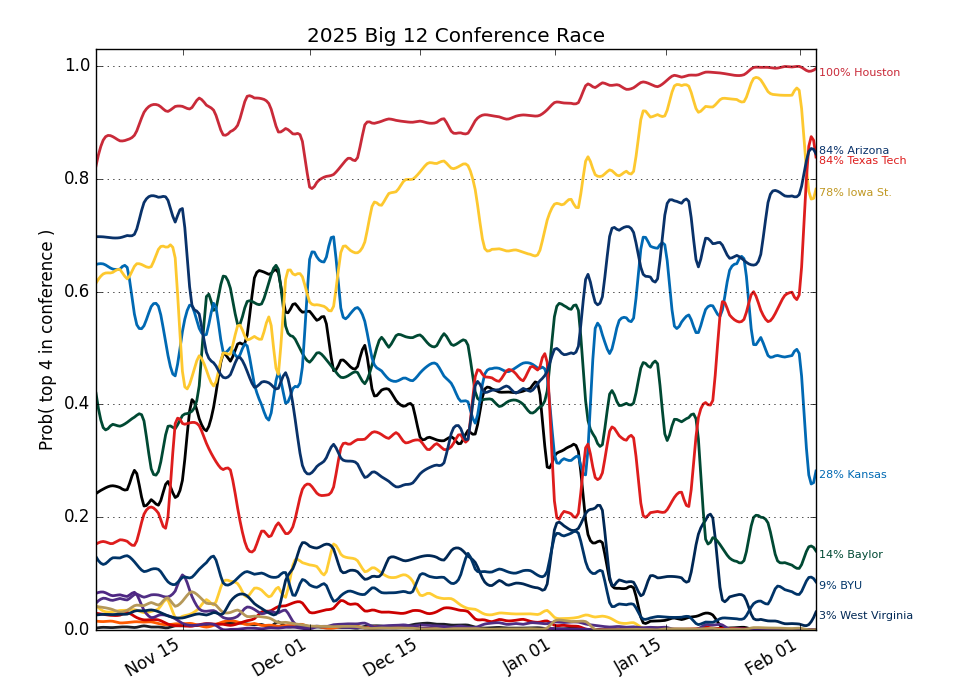 2025 Big 12 Conference Race
Prob( top 4 in conference )
1.0
0.8
0.6
0.4
0.2
0.0
Nov 15
Dec 01
Dec 15
Jan 01
Jan 15
Feb 01
100% Houston
84% Arizona
84% Texas Tech
78% Iowa St.
28% Kansas
14% Baylor
9% BYU
3% West Virginia